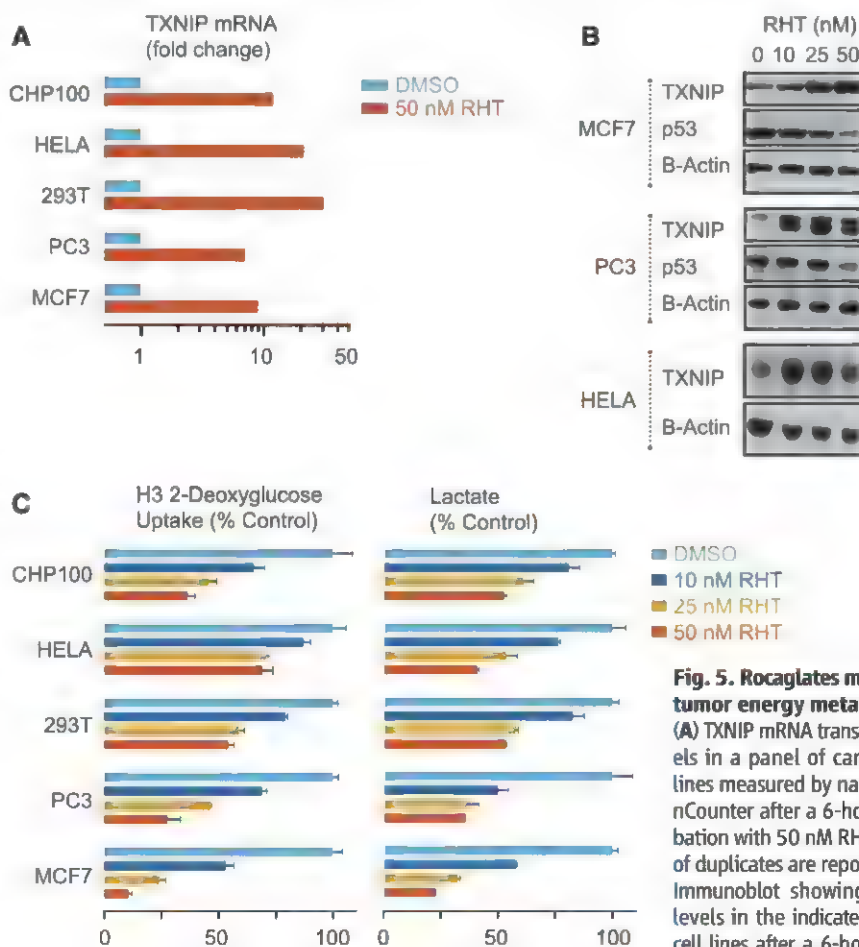 A
TXNIP mRNA
(fold change)
CHP100
HELA
293T
PC3
MCF7
1 10 50
DMSO
50 nM RHT
B
RHT (nM)
0 10 25 50
MCF7
TXNIP
p53
B-Actin
PC3
TXNIP
p53
B-Actin
HELA
TXNIP
B-Actin
C
H3 2-Deoxyglucose
Uptake (% Control)
Lactate
(% Control)
CHP100
HELA
293T
PC3
MCF7
0 50 100
0 50 100
DMSO
10 nM RHT
25 nM RHT
50 nM RHT
Fig. 5. Rocaglates m
tumor energy meta
(A) TXNIP mRNA trans
els in a panel of can
lines measured by na
nCounter after a 6-ho
bation with 50 nM RH
of duplicates are repor
Immunoblot showing
levels in the indicate
cell lines after a 6-ho